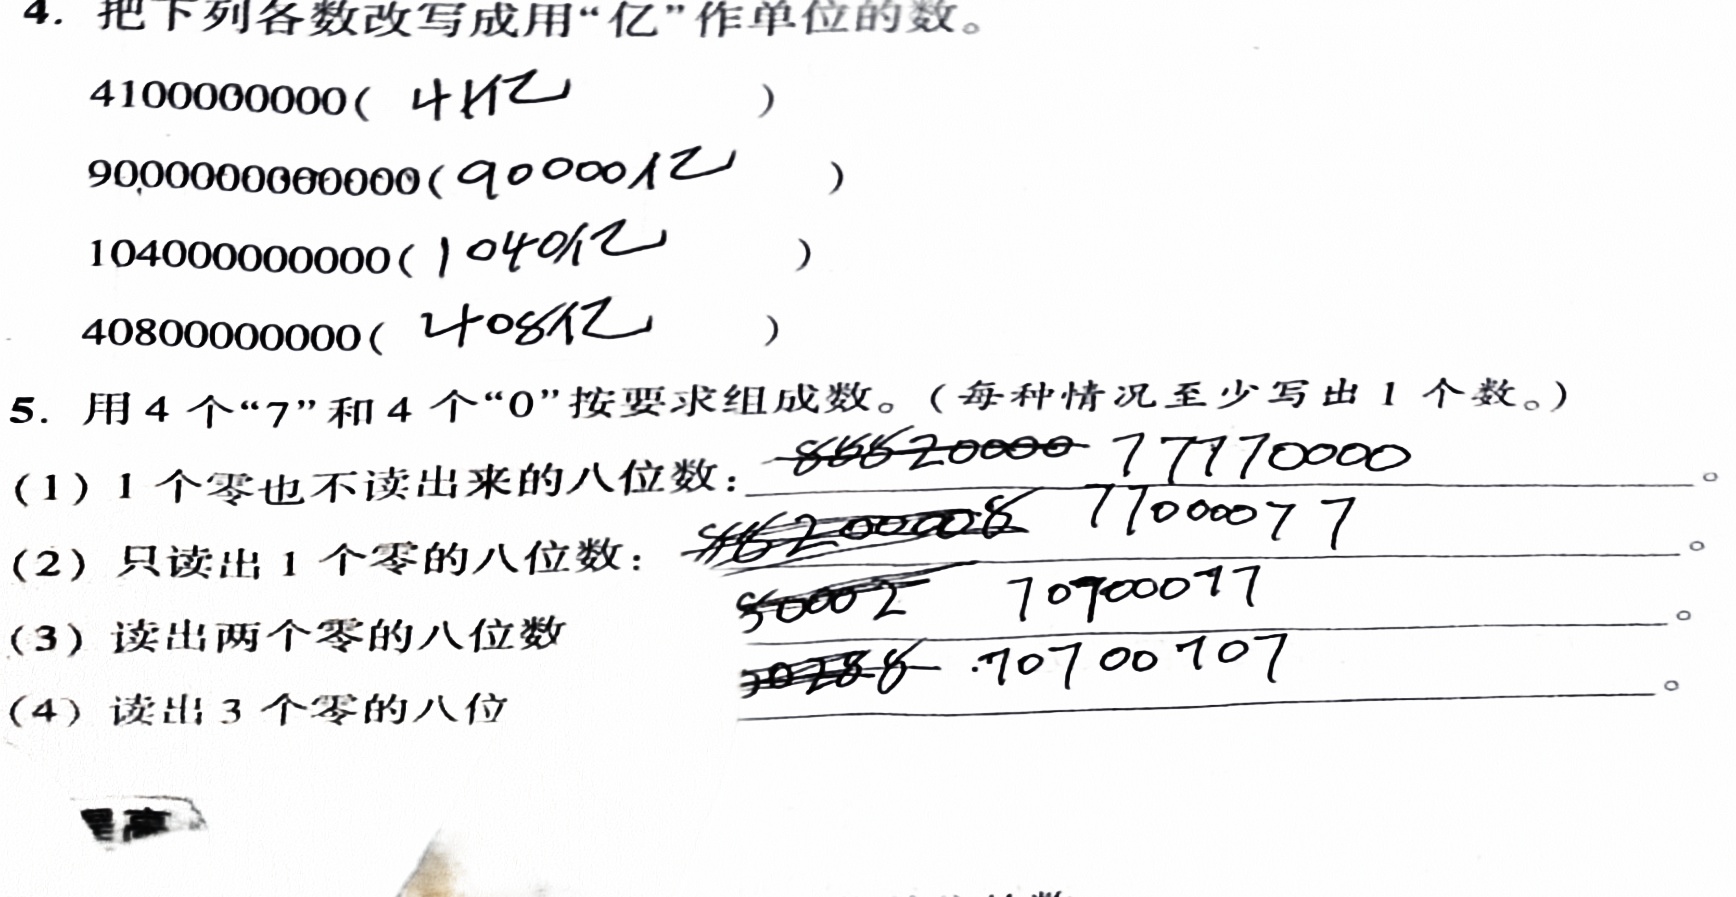 4. 把下列各数改写成用“亿”作单位的数。
4100000000( 41亿 )
9000000000000(90000亿 )
104000000000(1040亿 )
40800000000( 408亿 )
5. 用4个“7”和4个“0”按要求组成数。(每种情况至少写出1个数。)
(1) 1个零也不读出来的八位数: 77770000 。
(2) 只读出1个零的八位数: 77000077 。
(3) 读出两个零的八位数 70700077 。
(4) 读出3个零的八位 70700707 。